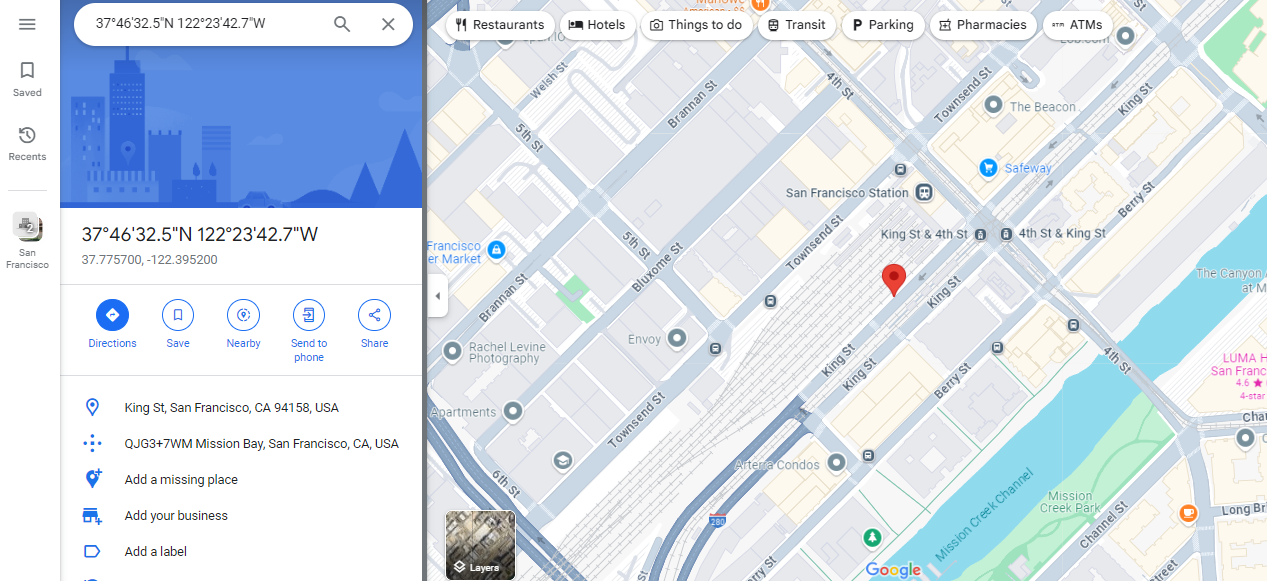 37°46'32.5"N 122°23'42.7"W
Saved
Recents
2
San
Francisco
37°46'32.5"N 122°23'42.7"W
37.775700, -122.395200
Directions
Save
Nearby
Send to
phone
Share
King St, San Francisco, CA 94158, USA
QJG3+7WM Mission Bay, San Francisco, CA, USA
Add a missing place
Add your business
Add a label
Restaurants
Hotels
Things to do
Transit
P Parking
Pharmacies
ATMs
Welsh St
Brannan St
4th St
Townsend St
King St
The Beacon
5th St
Safeway
San Francisco Station
Berry St
King St & 4th St
4th St & King St
Francisco
er Market
5th St
Bluxome St
Townsend St
The Canyon
at M
Brannan St
King St
Envoy
Rachel Levine
Photography
King St
King St
4th St
LUMA H
San Franc
4.6 ★
4-star
Berry St
Apartments
Townsend St
Arterra Condos
6th St
Mission
Creek Park
Mission Creek Channel
Channel St
Long Br
280
Layers
Google